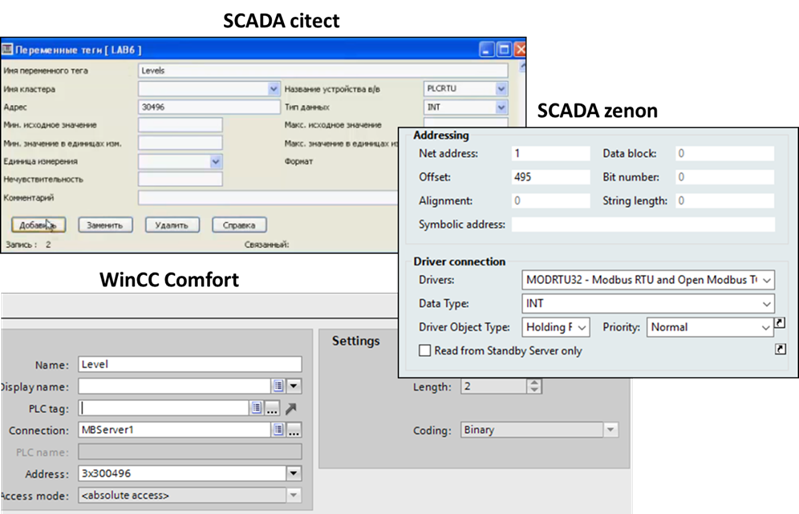 SCADA citect
Переменные теги [ LAB6 ]
Имя переменного тега Levels
Имя кластера Название устройства в/в PLCRTU
Адрес 30496 Тип данных INT
Мин. исходное значение Макс. исходное значение
Мин. значение в единицах изм. Макс. значение в единицах из
Единица измерения Формат
Нечувствительность
Комментарий
Добавить Заменить Удалить Справка
Запись : 2 Связанный:
SCADA zenon
Addressing
Net address: 1 Data block: 0
Offset: 495 Bit number: 0
Alignment: 0 String length: 0
Symbolic address:
Driver connection
Drivers: MODRTU32 - Modbus RTU and Open Modbus T
Data Type: INT
Driver Object Type: Holding Priority: Normal
Read from Standby Server only
WinCC Comfort
Settings
Name: Level
Display name:
PLC tag:
Connection: MBServer1
PLC name:
Address: 3x300496
Access mode: <absolute access>
Length: 2
Coding: Binary